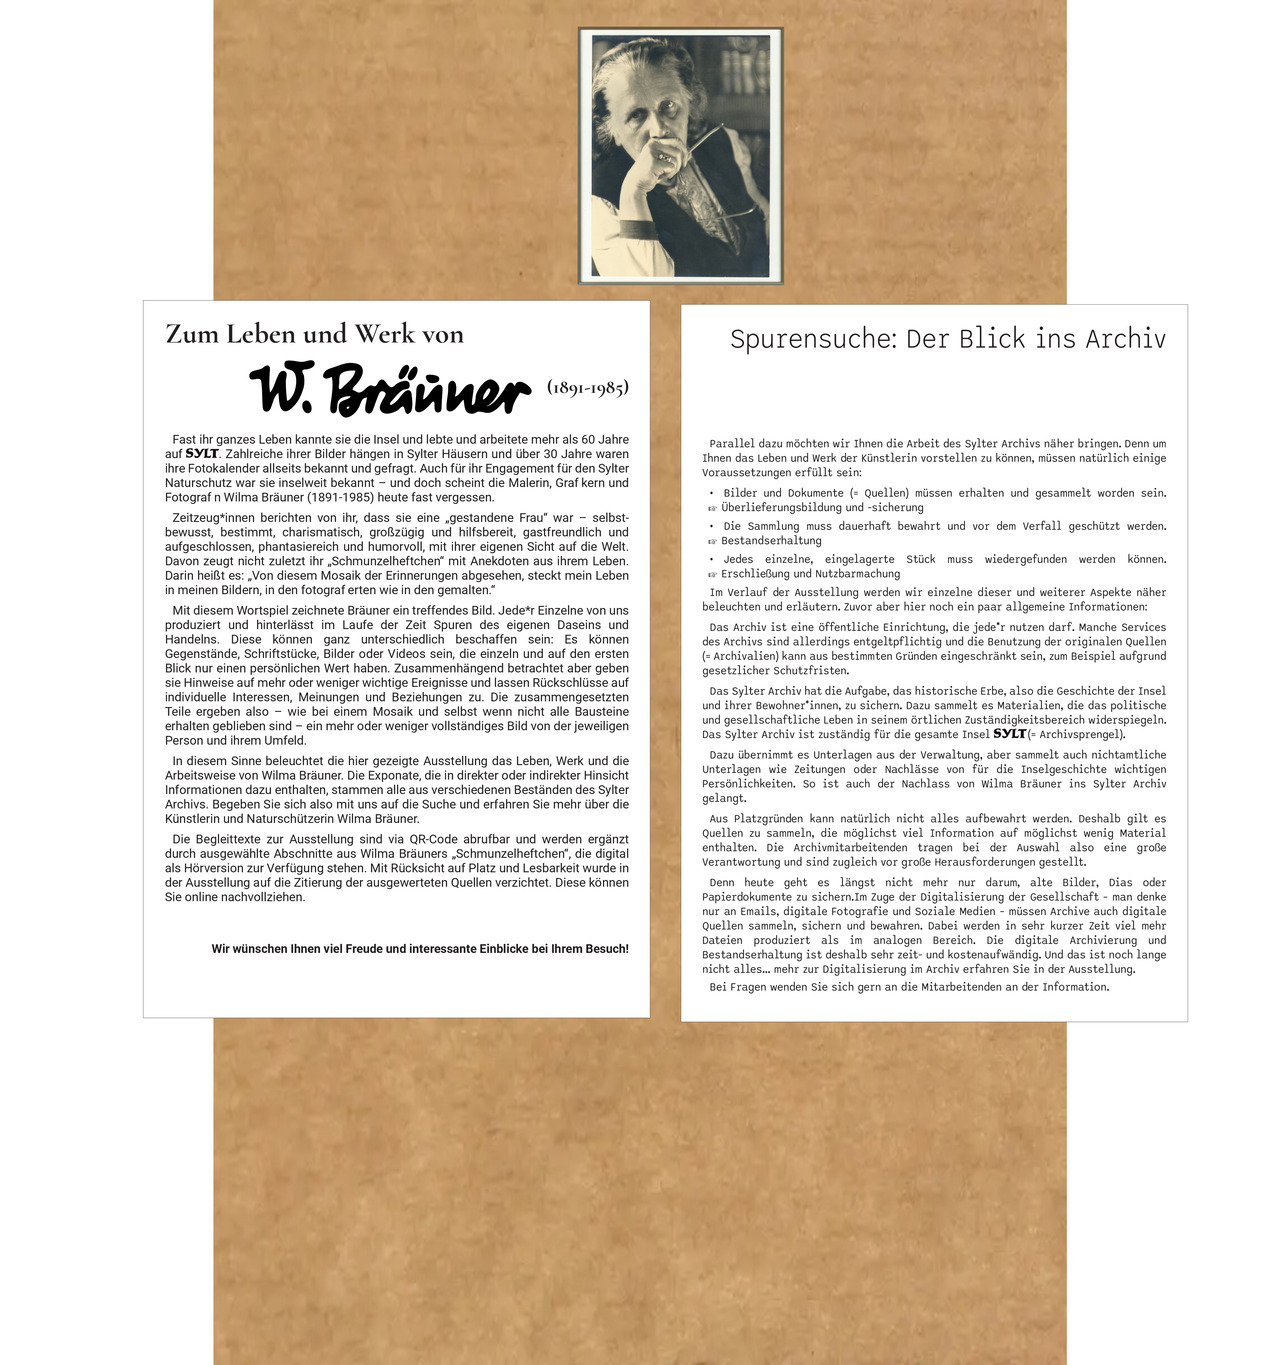 Zum Leben und Werk von
W. Bräuner (1891-1985)
Fast ihr ganzes Leben kannte sie die Insel und lebte und arbeitete mehr als 60 Jahre
auf SYLT. Zahlreiche ihrer Bilder hängen in Sylter Häusern und über 30 Jahre waren
ihre Fotokalender allseits bekannt und gefragt. Auch für ihr Engagement für den Sylter
Naturschutz war sie inselweit bekannt – und doch scheint die Malerin, Graf kern und
Fotograf n Wilma Bräuner (1891-1985) heute fast vergessen.
Zeitzeug*innen berichten von ihr, dass sie eine „gestandene Frau“ war – selbst-
bewusst, bestimmt, charismatisch, großzügig und hilfsbereit, gastfreundlich und
aufgeschlossen, phantasiereich und humorvoll, mit ihrer eigenen Sicht auf die Welt.
Davon zeugt nicht zuletzt ihr „Schmunzelheftchen“ mit Anekdoten aus ihrem Leben.
Darin heißt es: „Von diesem Mosaik der Erinnerungen abgesehen, steckt mein Leben
in meinen Bildern, in den fotograf erten wie in den gemalten.“
Mit diesem Wortspiel zeichnete Bräuner ein treffendes Bild. Jede*r Einzelne von uns
produziert und hinterlässt im Laufe der Zeit Spuren des eigenen Daseins und
Handelns. Diese können ganz unterschiedlich beschaffen sein: Es können
Gegenstände, Schriftstücke, Bilder oder Videos sein, die einzeln und auf den ersten
Blick nur einen persönlichen Wert haben. Zusammenhängend betrachtet aber geben
sie Hinweise auf mehr oder weniger wichtige Ereignisse und lassen Rückschlüsse auf
individuelle Interessen, Meinungen und Beziehungen zu. Die zusammengesetzten
Teile ergeben also – wie bei einem Mosaik und selbst wenn nicht alle Bausteine
erhalten geblieben sind – ein mehr oder weniger vollständiges Bild von der jeweiligen
Person und ihrem Umfeld.
In diesem Sinne beleuchtet die hier gezeigte Ausstellung das Leben, Werk und die
Arbeitsweise von Wilma Bräuner. Die Exponate, die in direkter oder indirekter Hinsicht
Informationen dazu enthalten, stammen alle aus verschiedenen Beständen des Sylter
Archivs. Begeben Sie sich also mit uns auf die Suche und erfahren Sie mehr über die
Künstlerin und Naturschützerin Wilma Bräuner.
Die Begleittexte zur Ausstellung sind via QR-Code abrufbar und werden ergänzt
durch ausgewählte Abschnitte aus Wilma Bräuners „Schmunzelheftchen“, die digital
als Hörversion zur Verfügung stehen. Mit Rücksicht auf Platz und Lesbarkeit wurde in
der Ausstellung auf die Zitierung der ausgewerteten Quellen verzichtet. Diese können
Sie online nachvollziehen.
Wir wünschen Ihnen viel Freude und interessante Einblicke bei Ihrem Besuch!
Spurensuche: Der Blick ins Archiv
Parallel dazu möchten wir Ihnen die Arbeit des Sylter Archivs näher bringen. Denn um
Ihnen das Leben und Werk der Künstlerin vorstellen zu können, müssen natürlich einige
Voraussetzungen erfüllt sein:
• Bilder und Dokumente (= Quellen) müssen erhalten und gesammelt worden sein.
☞ Überlieferungsbildung und -sicherung
• Die Sammlung muss dauerhaft bewahrt und vor dem Verfall geschützt werden.
☞ Bestandserhaltung
• Jedes einzelne, eingelagerte Stück muss wiedergefunden werden können.
☞ Erschließung und Nutzbarmachung
Im Verlauf der Ausstellung werden wir einzelne dieser und weiterer Aspekte näher
beleuchten und erläutern. Zuvor aber hier noch ein paar allgemeine Informationen:
Das Archiv ist eine öffentliche Einrichtung, die jede*r nutzen darf. Manche Services
des Archivs sind allerdings entgeltpflichtig und die Benutzung der originalen Quellen
(= Archivalien) kann aus bestimmten Gründen eingeschränkt sein, zum Beispiel aufgrund
gesetzlicher Schutzfristen.
Das Sylter Archiv hat die Aufgabe, das historische Erbe, also die Geschichte der Insel
und ihrer Bewohner*innen, zu sichern. Dazu sammelt es Materialien, die das politische
und gesellschaftliche Leben in seinem örtlichen Zuständigkeitsbereich widerspiegeln.
Das Sylter Archiv ist zuständig für die gesamte Insel SYLT(= Archivsprengel).
Dazu übernimmt es Unterlagen aus der Verwaltung, aber sammelt auch nichtamtliche
Unterlagen wie Zeitungen oder Nachlässe von für die Inselgeschichte wichtigen
Persönlichkeiten. So ist auch der Nachlass von Wilma Bräuner ins Sylter Archiv
gelangt.
Aus Platzgründen kann natürlich nicht alles aufbewahrt werden. Deshalb gilt es
Quellen zu sammeln, die möglichst viel Information auf möglichst wenig Material
enthalten. Die Archivmitarbeitenden tragen bei der Auswahl also eine große
Verantwortung und sind zugleich vor große Herausforderungen gestellt.
Denn heute geht es längst nicht mehr nur darum, alte Bilder, Dias oder
Papierdokumente zu sichern.Im Zuge der Digitalisierung der Gesellschaft - man denke
nur an Emails, digitale Fotografie und Soziale Medien - müssen Archive auch digitale
Quellen sammeln, sichern und bewahren. Dabei werden in sehr kurzer Zeit viel mehr
Dateien produziert als im analogen Bereich. Die digitale Archivierung und
Bestandserhaltung ist deshalb sehr zeit- und kostenaufwändig. Und das ist noch lange
nicht alles… mehr zur Digitalisierung im Archiv erfahren Sie in der Ausstellung.
Bei Fragen wenden Sie sich gern an die Mitarbeitenden an der Information.